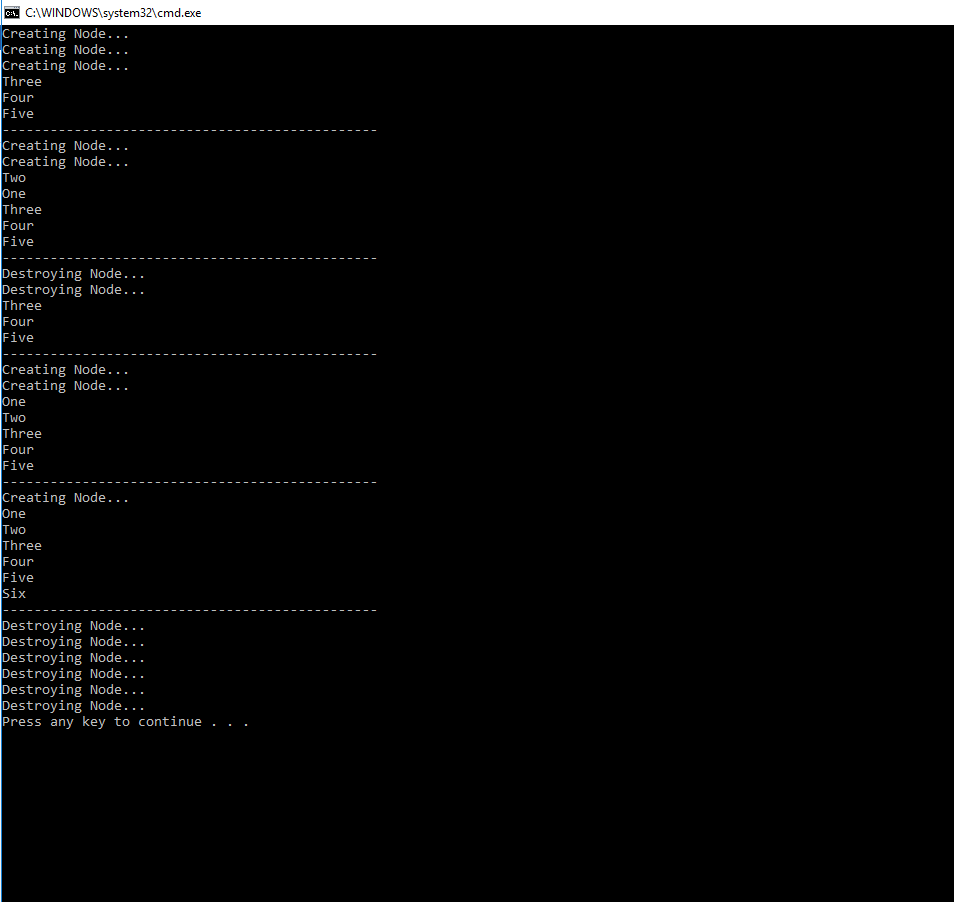 C:\WINDOWS\system32\cmd.exe
Creating Node...
Creating Node...
Creating Node...
Three
Four
Five
-----------------------------------------------
Creating Node...
Creating Node...
Two
One
Three
Four
Five
-----------------------------------------------
Destroying Node...
Destroying Node...
Three
Four
Five
-----------------------------------------------
Creating Node...
Creating Node...
One
Two
Three
Four
Five
-----------------------------------------------
Creating Node...
One
Two
Three
Four
Five
Six
-----------------------------------------------
Destroying Node...
Destroying Node...
Destroying Node...
Destroying Node...
Destroying Node...
Destroying Node...
Press any key to continue . . .